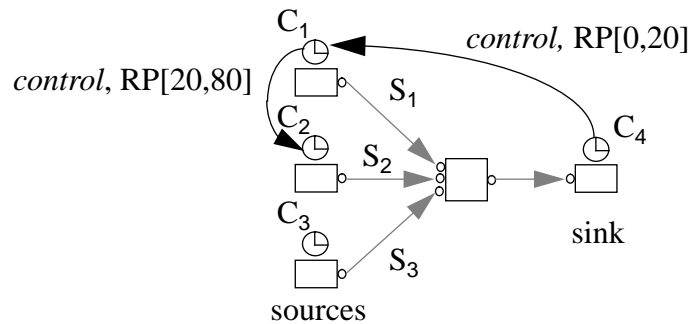 C1
control, RP[0,20]
control, RP[20,80]
S1
C2
C4
S2
C3
sink
S3
sources